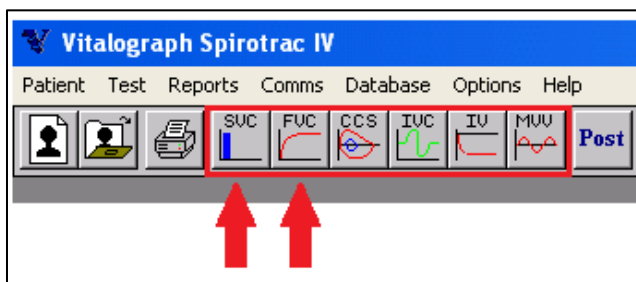 Vitalograph Spirotrac IV
Patient Test Reports Comms Database Options Help
SVC FVC CCS IVC IV MVV Post